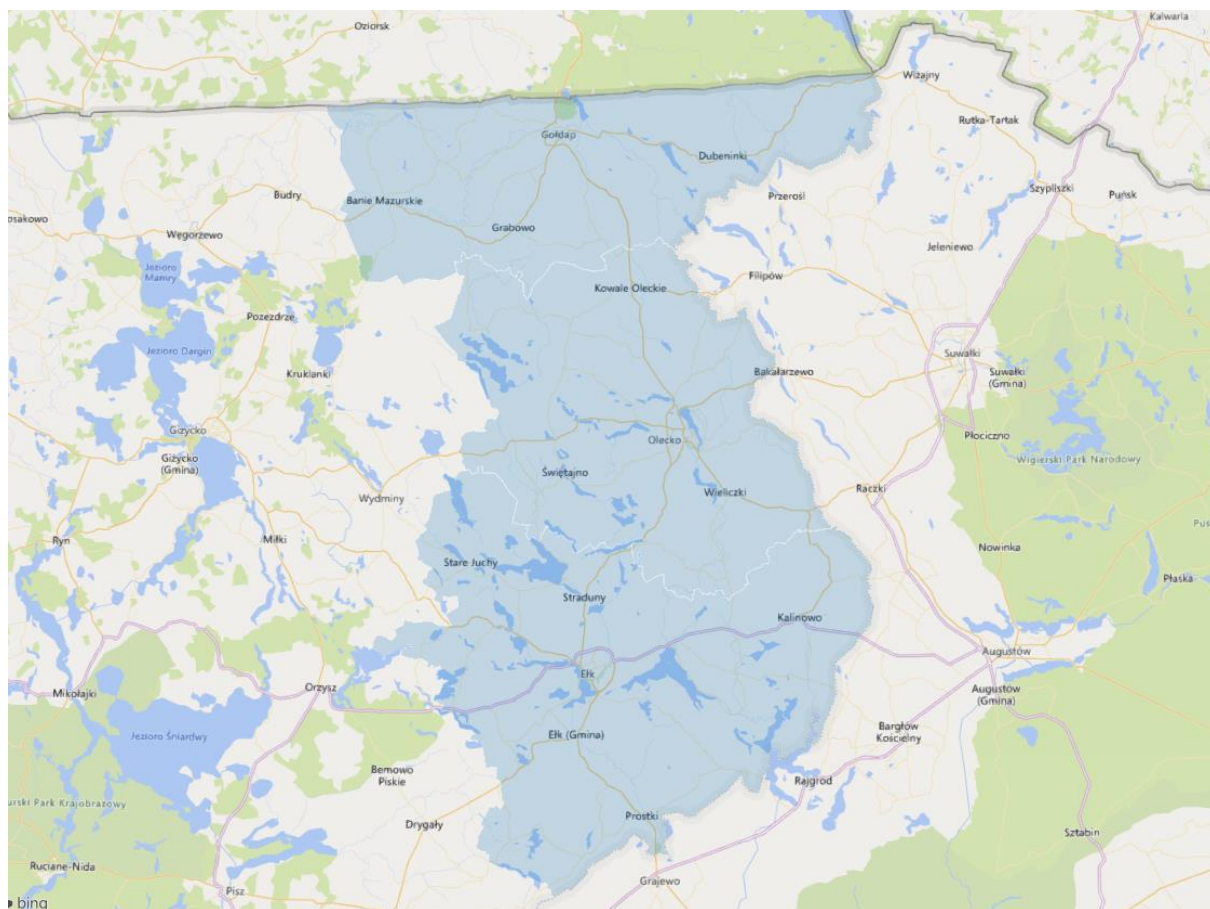 Oziorsk
Kalwaria
Wiżajny
Rutka-Tartak
Gołdap
Dubeninki
Szypliszki
Puńsk
Przerośl
Budry
Banie Mazurskie
osakowo
Węgorzewo
Grabowo
Jeleniewo
Jezioro
Mamry
Filipów
Kowale Oleckie
Pozezdrze
Jezioro Dargin
Suwałki
Kruklanki
Bakałarzewo
Suwałki
(Gmina)
Giżycko
Olecko
Płociczno
Giżycko
(Gmina)
Wigierski Park Narodowy
Świętajno
Wydminy
Wieliczki
Raczki
Pus
Ryn
Miłki
Nowinka
Stare Juchy
Płaska
Straduny
Kalinowo
Augustów
Ełk
Mikołajki
Orzysz
Augustów
(Gmina)
Jezioro Śniardwy
Ełk (Gmina)
Bargłów
Kościelny
Bemowo
Piskie
Rajgród
urski Park Krajobrazowy
Prostki
Drygały
Sztabin
Ruciane-Nida
Grajewo
Pisz
bing